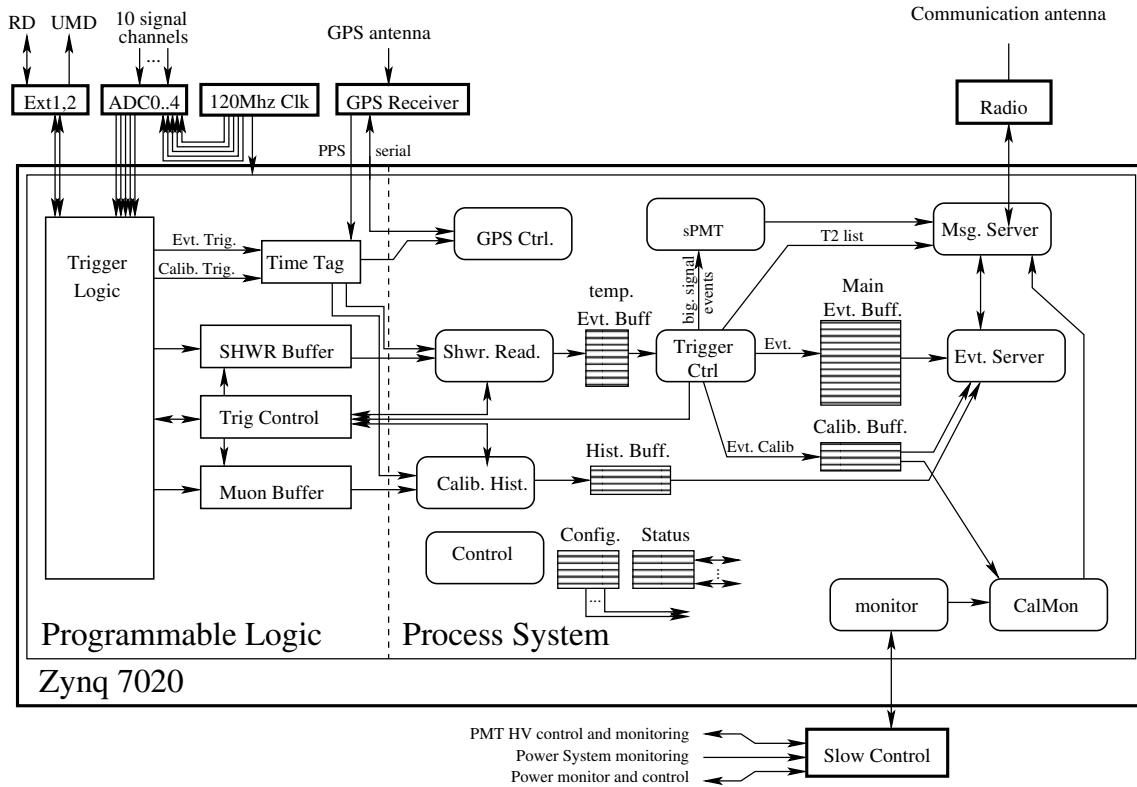 RD
UMD
10 signal
channels
...
GPS antenna
Communication antenna
Ext1,2
ADC0..4
120Mhz Clk
GPS Receiver
Radio
PPS
serial
Trigger
Logic
Evt. Trig.
Calib. Trig.
Time Tag
GPS Ctrl.
sPMT
T2 list
Msg. Server
big. signal
events
temp.
Evt. Buff
Main
Evt. Buff.
SHWR Buffer
Shwr. Read.
Trigger
Ctrl
Evt.
Evt. Server
Trig Control
Calib. Buff.
Evt. Calib
Hist. Buff.
Muon Buffer
Calib. Hist.
Control
Config.
Status
...
...
monitor
CalMon
Programmable Logic
Process System
Zynq 7020
PMT HV control and monitoring
Power System monitoring
Power monitor and control
Slow Control